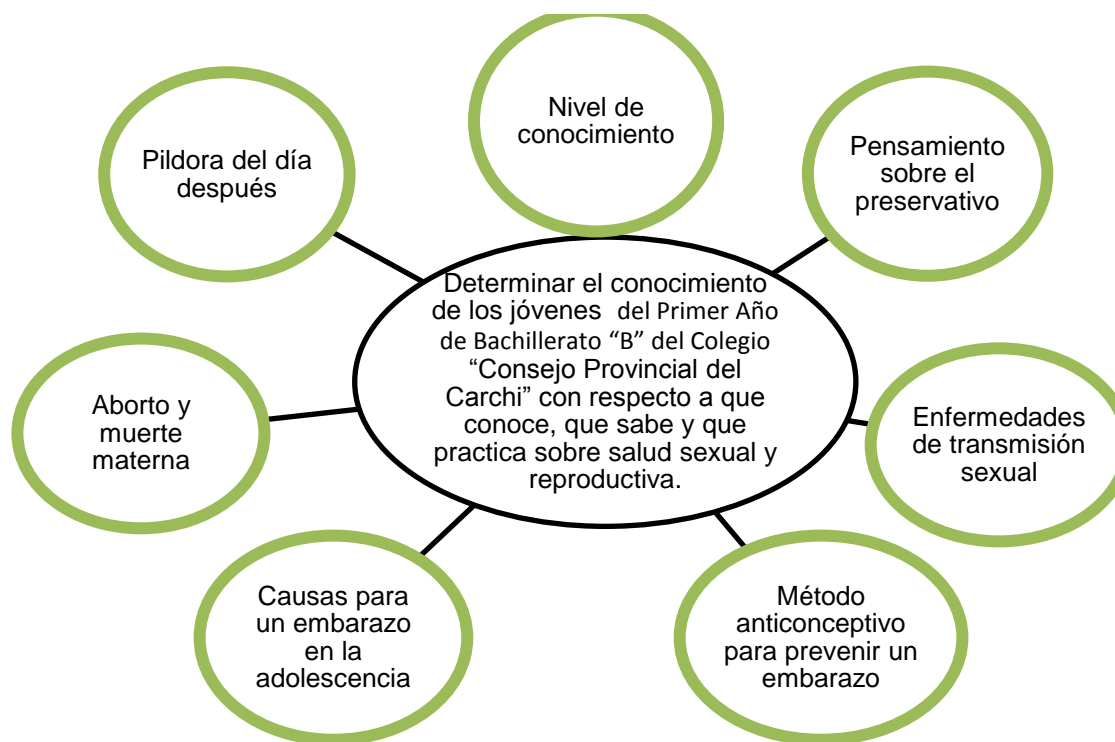 Nivel de
conocimiento
Pildora del día
después
Pensamiento
sobre el
preservativo
Determinar el conocimiento
de los jóvenes del Primer Año
de Bachillerato “B” del Colegio
“Consejo Provincial del
Carchi” con respecto a que
conoce, que sabe y que
practica sobre salud sexual y
reproductiva.
Aborto y
muerte
materna
Enfermedades
de transmisión
sexual
Causas para
un embarazo
en la
adolescencia
Método
anticonceptivo
para prevenir un
embarazo